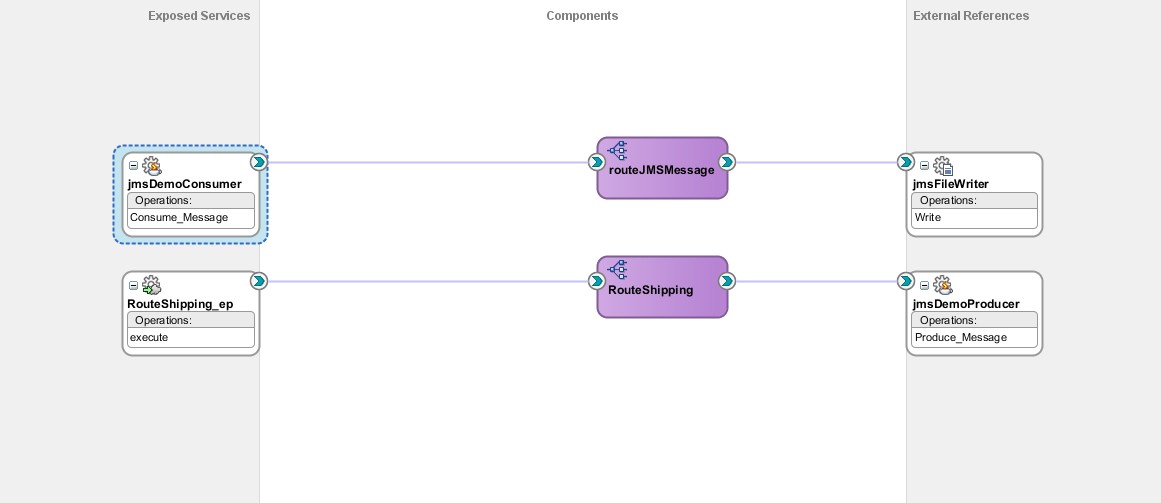 Exposed Services
Components
External References
jmsDemoConsumer
Operations:
Consume_Message
routeJMSMessage
jmsFileWriter
Operations:
Write
RouteShipping_ep
Operations:
execute
RouteShipping
jmsDemoProducer
Operations:
Produce_Message